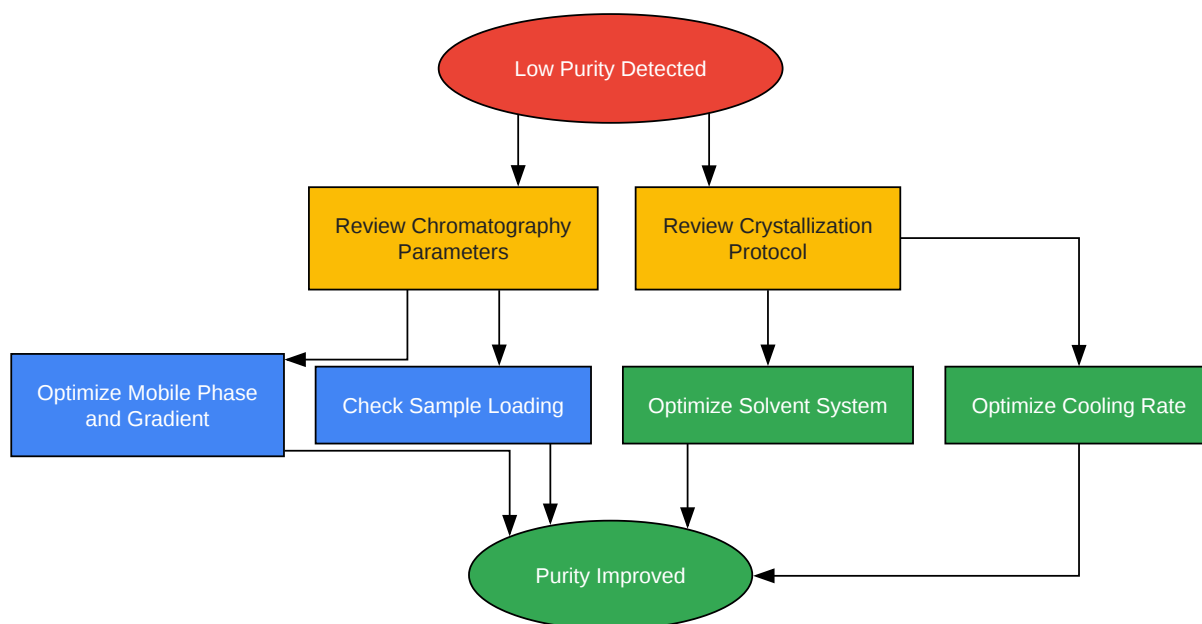 Low Purity Detected
Review Chromatography
Parameters
Review Crystallization
Protocol
Optimize Mobile Phase
and Gradient
Check Sample Loading
Optimize Solvent System
Optimize Cooling Rate
Purity Improved